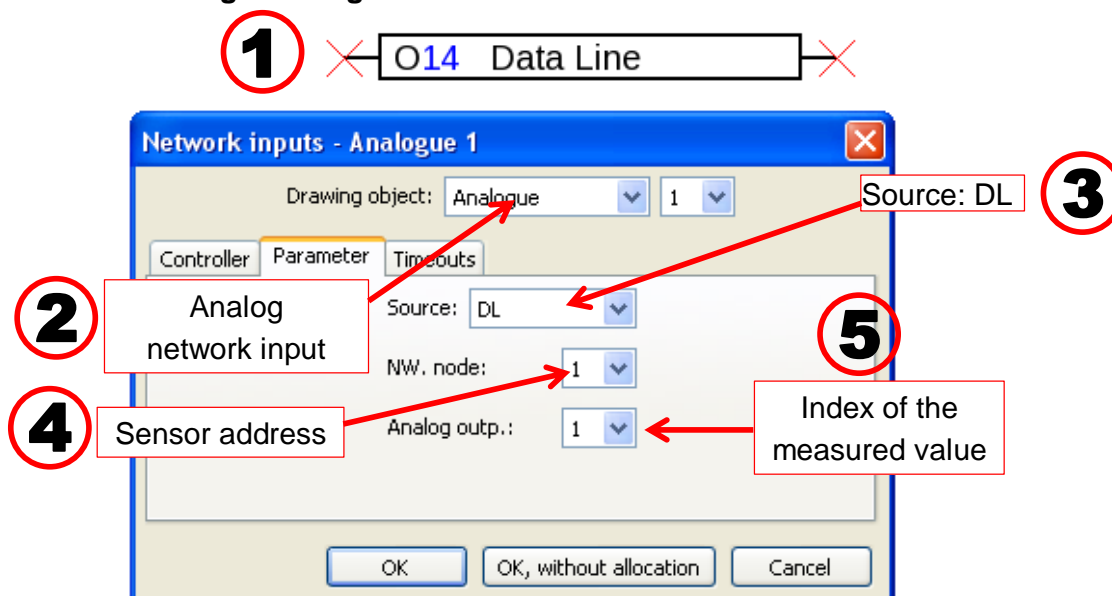 1
O14 Data Line
Network inputs - Analogue 1
Drawing object: Analogue 1
Source: DL
3
Controller Parameter Timeouts
2
Analog
network input
Source: DL
5
NW. node: 1
4
Sensor address
Analog outp.: 1
Index of the
measured value
OK
OK, without allocation
Cancel